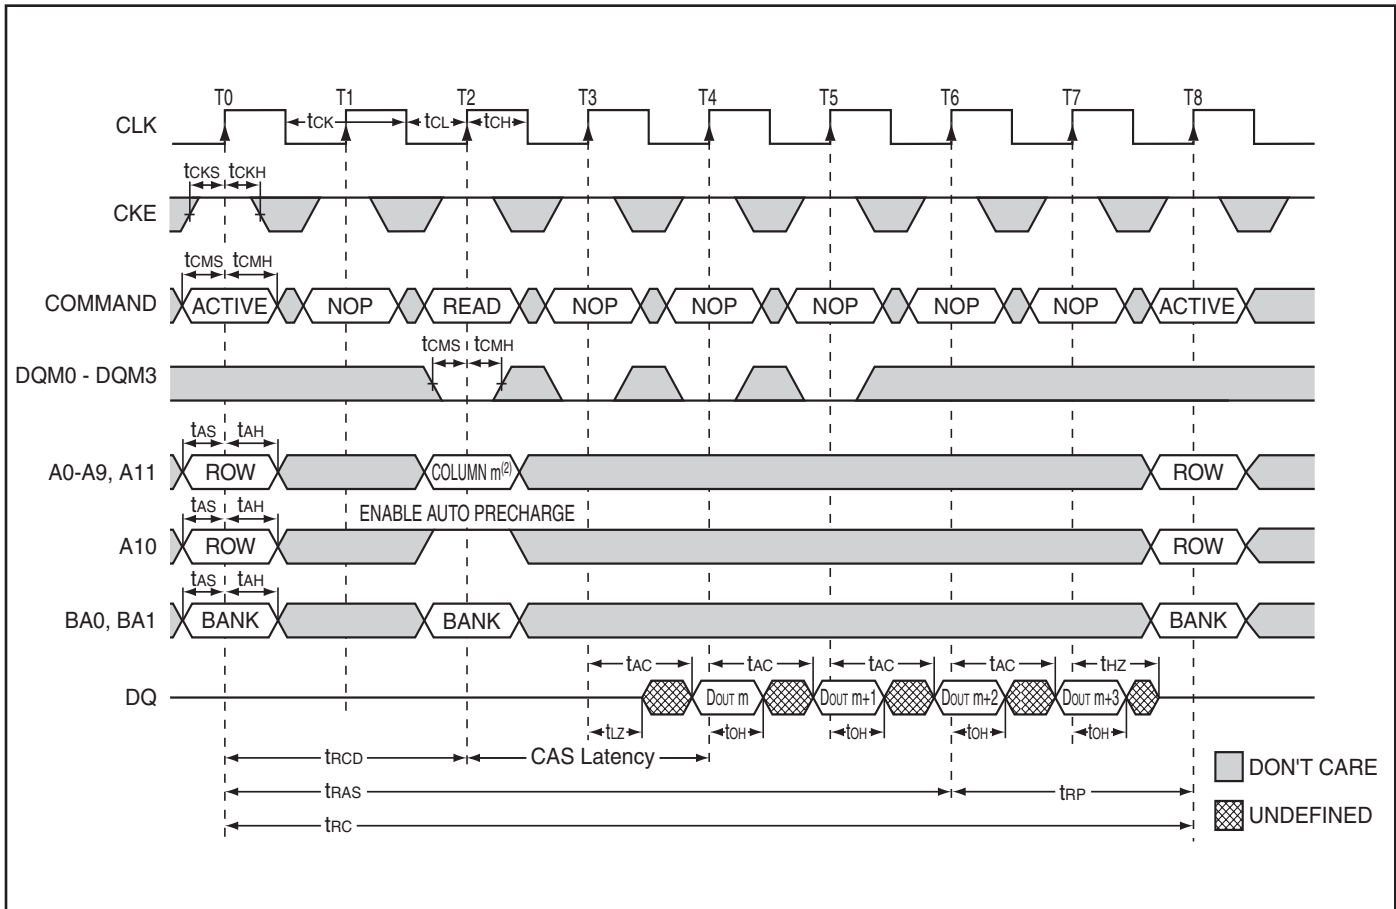 T0 T1 T2 T3 T4 T5 T6 T7 T8
CLK tCK tCL tCH
tCKS tCKH
CKE
tCMS tCMH
COMMAND ACTIVE NOP READ NOP NOP NOP NOP NOP ACTIVE
tCMS tCMH
DQM0 - DQM3
tAS tAH
A0-A9, A11 ROW COLUMN m(2) ROW
tAS tAH ENABLE AUTO PRECHARGE
A10 ROW ROW
tAS tAH
BA0, BA1 BANK BANK BANK
tAC tAC tAC tAC tHZ
DQ DOUT m DOUT m+1 DOUT m+2 DOUT m+3
tLZ tOH tOH tOH tOH
tRCD CAS Latency
DON'T CARE
tRAS tRP
UNDEFINED
tRC